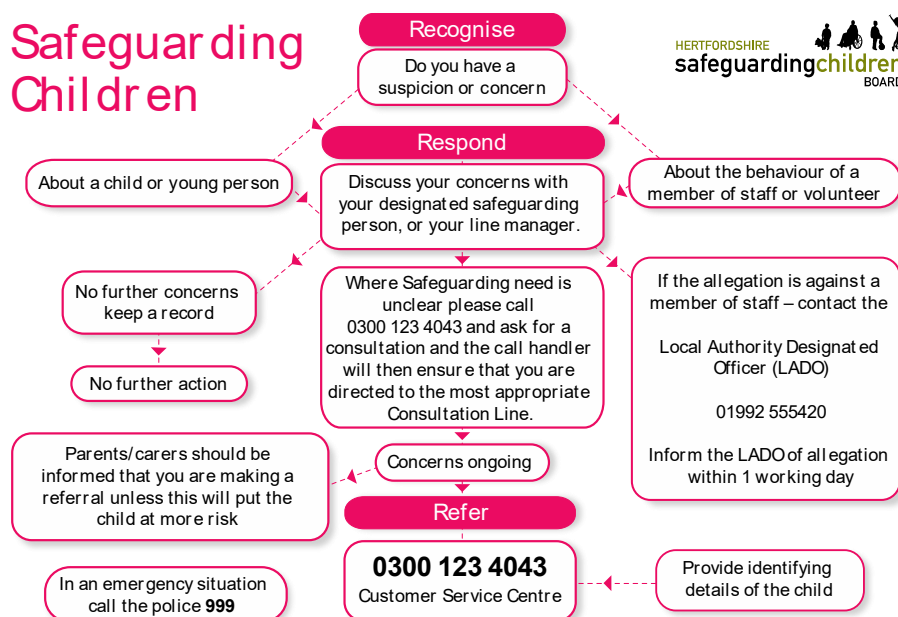 Safeguarding
Children
Recognise
Do you have a
suspicion or concern
HERTFORDSHIRE
safeguardingchildren
BOARD
Respond
About a child or young person
Discuss your concerns with
your designated safeguarding
person, or your line manager.
About the behaviour of a
member of staff or volunteer
No further concerns
keep a record
No further action
Where Safeguarding need is
unclear please call
0300 123 4043 and ask for a
consultation and the call handler
will then ensure that you are
directed to the most appropriate
Consultation Line.
If the allegation is against a
member of staff – contact the
Local Authority Designated
Officer (LADO)
01992 555420
Inform the LADO of allegation
within 1 working day
Parents/carers should be
informed that you are making a
referral unless this will put the
child at more risk
Concerns ongoing
Refer
0300 123 4043
Customer Service Centre
Provide identifying
details of the child
In an emergency situation
call the police 999